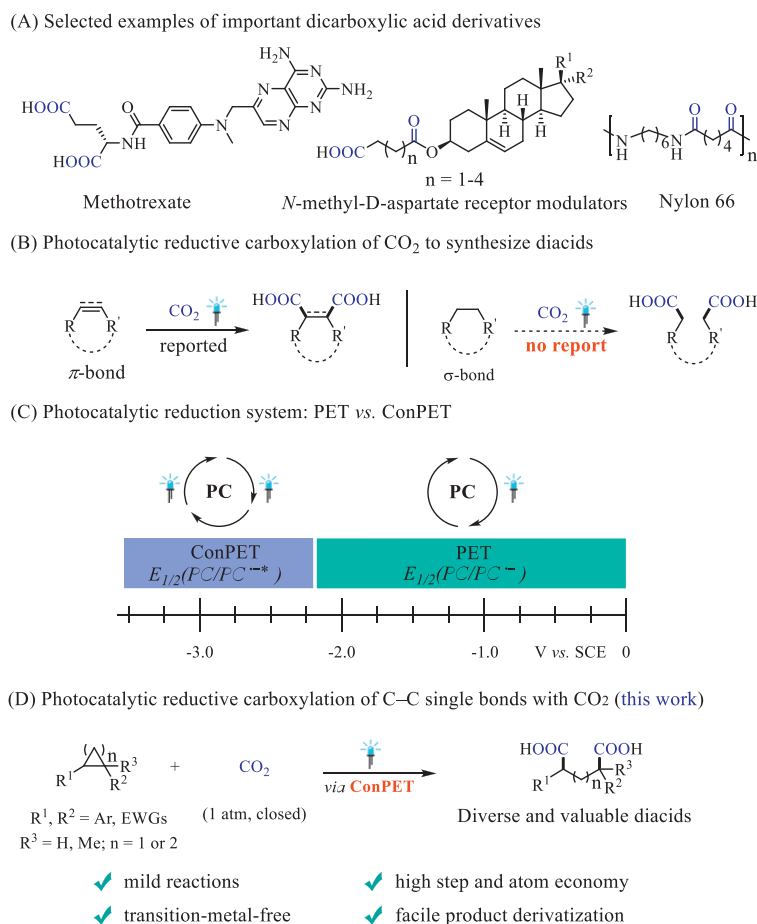 (A) Selected examples of important dicarboxylic acid derivatives
H₂N
NH₂
N
N
N
N
HOOC
O
N
NH
HOOC
Methotrexate
R¹
R²
H
H
H
O
HOOC
( )n
O
n = 1-4
N-methyl-D-aspartate receptor modulators
O
O
N
H
( )6
N
H
( )4
n
Nylon 66
(B) Photocatalytic reductive carboxylation of CO₂ to synthesize diacids
R
R'
π-bond
CO₂
reported
HOOC
COOH
R
R'
R
R'
σ-bond
CO₂
no report
HOOC
COOH
R
R'
(C) Photocatalytic reduction system: PET vs. ConPET
PC
PC
ConPET
E1/2(PC/PC·−*)
PET
E1/2(PC/PC·−)
-3.0
-2.0
-1.0
V vs. SCE
0
(D) Photocatalytic reductive carboxylation of C–C single bonds with CO₂ (this work)
( )n
R³
R¹
R²
+
CO₂
via ConPET
HOOC
COOH
R³
R¹
( )n
R²
R¹, R² = Ar, EWGs
(1 atm, closed)
Diverse and valuable diacids
R³ = H, Me; n = 1 or 2
✓ mild reactions
✓ high step and atom economy
✓ transition-metal-free
✓ facile product derivatization